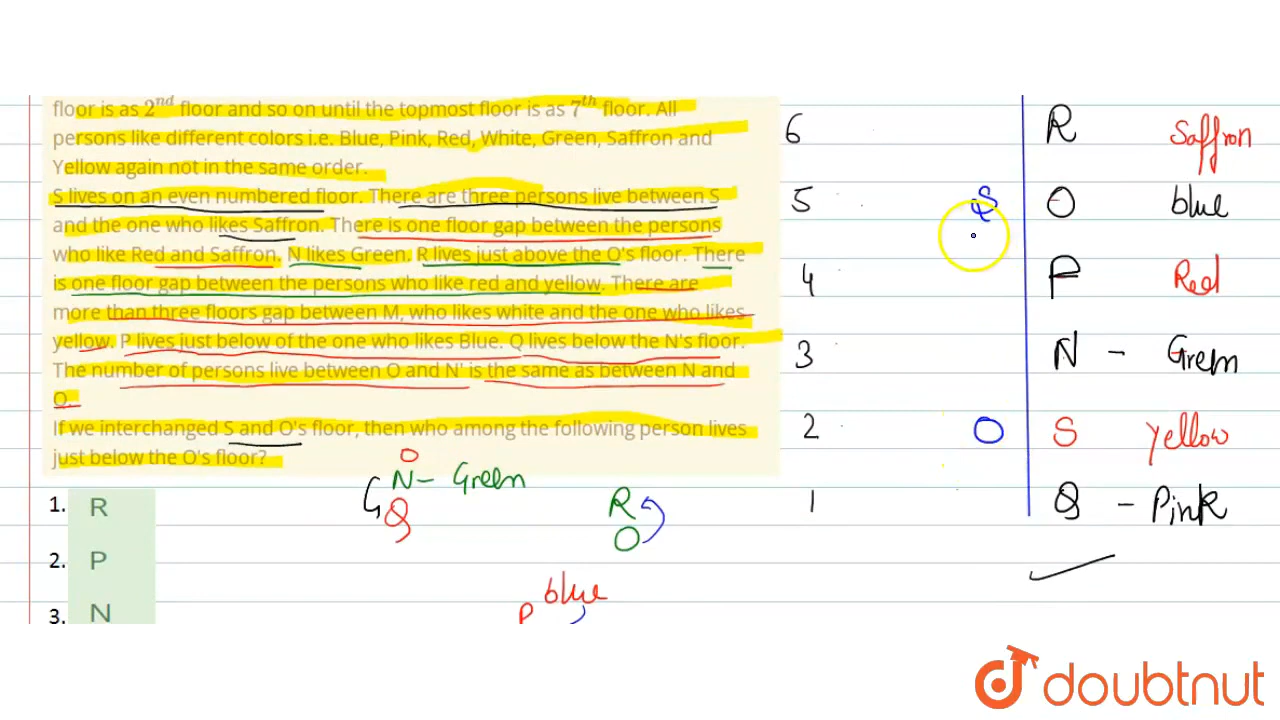 floor is as 2nd floor and so on until the topmost floor is as 7th floor. All
persons like different colors i.e. Blue, Pink, Red, White, Green, Saffron and
Yellow again not in the same order.
S lives on an even numbered floor. There are three persons live between S
and the one who likes Saffron. There is one floor gap between the persons
who like Red and Saffron. N likes Green. R lives just above the O's floor. There
is one floor gap between the persons who like red and yellow. There are
more than three floors gap between M, who likes white and the one who likes
yellow. P lives just below of the one who likes Blue. Q lives below the N's floor.
The number of persons live between O and N' is the same as between N and
Q.
If we interchanged S and O's floor, then who among the following person lives
just below the O's floor?
1. R
2. P
3. N
O
N- Green
Q
R
O
blue
P
6 R Saffron
5 S O blue
4 P Red
3 N - Green
2 O S yellow
1 Q - Pink
doubtnut